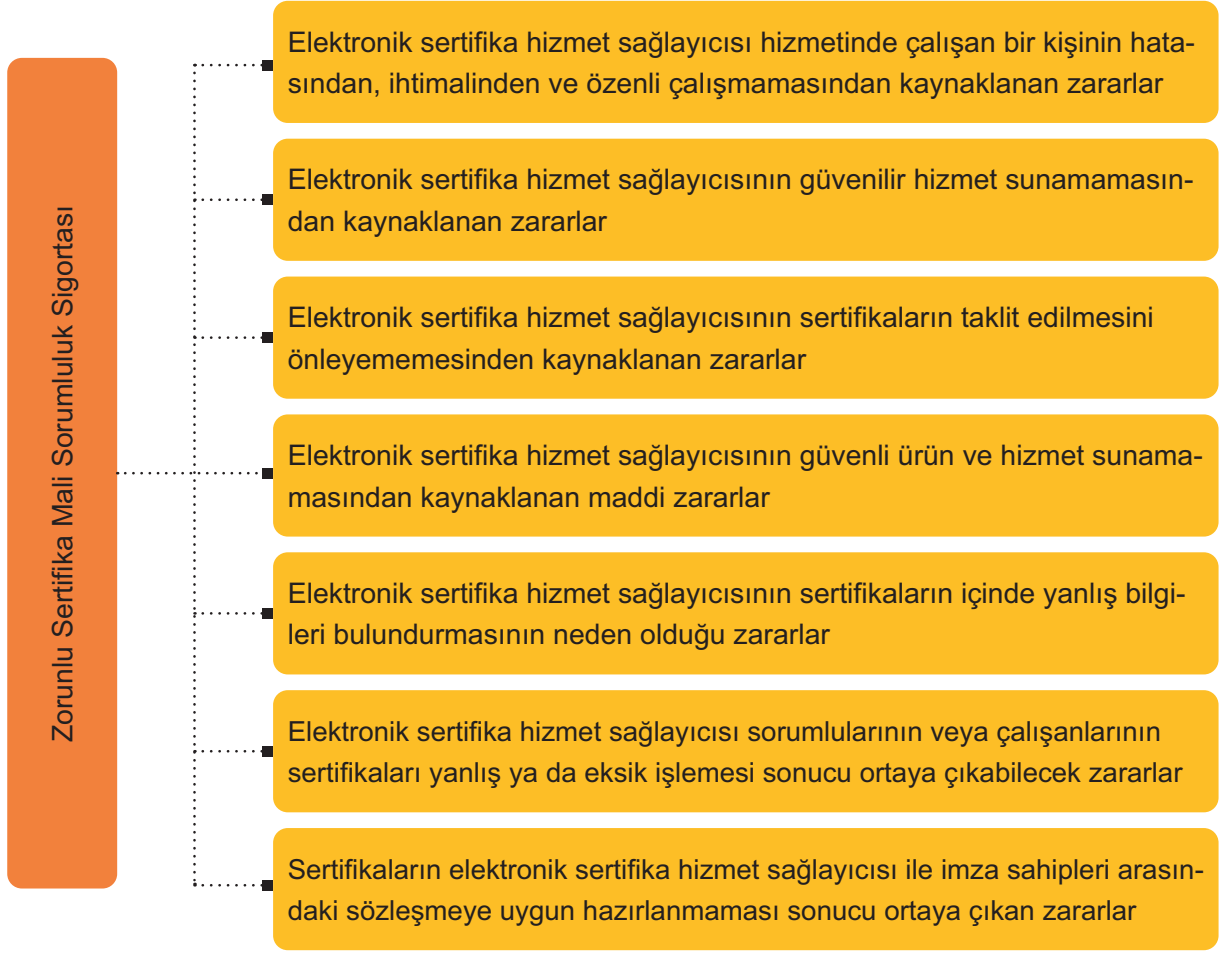 Zorunlu Sertifika Mali Sorumluluk Sigortası
Elektronik sertifika hizmet sağlayıcısı hizmetinde çalışan bir kişinin hata-
sından, ihtimalinden ve özenli çalışmamasından kaynaklanan zararlar
Elektronik sertifika hizmet sağlayıcısının güvenilir hizmet sunamamasın-
dan kaynaklanan zararlar
Elektronik sertifika hizmet sağlayıcısının sertifikaların taklit edilmesini
önleyememesinden kaynaklanan zararlar
Elektronik sertifika hizmet sağlayıcısının güvenli ürün ve hizmet sunama-
masından kaynaklanan maddi zararlar
Elektronik sertifika hizmet sağlayıcısının sertifikaların içinde yanlış bilgi-
leri bulundurmasının neden olduğu zararlar
Elektronik sertifika hizmet sağlayıcısı sorumlularının veya çalışanlarının
sertifikaları yanlış ya da eksik işlemesi sonucu ortaya çıkabilecek zararlar
Sertifikaların elektronik sertifika hizmet sağlayıcısı ile imza sahipleri arasın-
daki sözleşmeye uygun hazırlanmaması sonucu ortaya çıkan zararlar